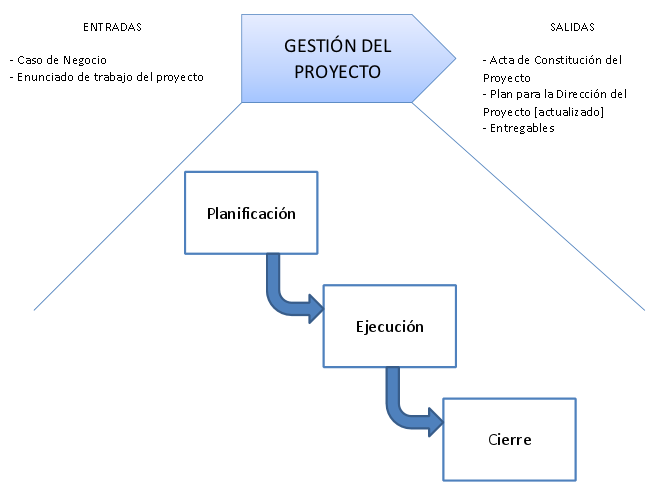 ENTRADAS
- Caso de Negocio
- Enunciado de trabajo del proyecto
GESTIÓN DEL
PROYECTO
SALIDAS
- Acta de Constitución del
Proyecto
- Plan para la Dirección del
Proyecto [actualizado]
- Entregables
Planificación
Ejecución
Cierre